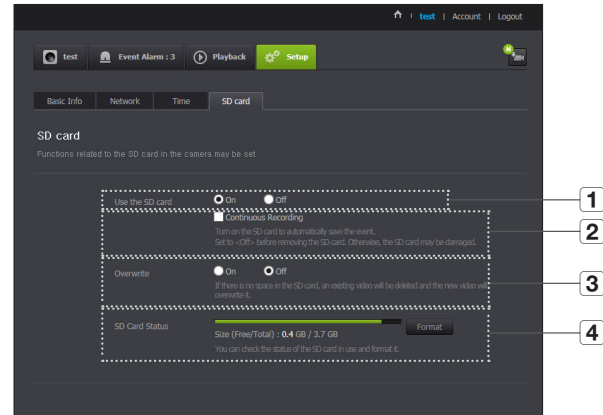 test | Account | Logout
test Event Alarm : 3 Playback Setup
M
Basic Info Network Time SD card
SD card
Functions related to the SD card in the camera may be set
Use the SD card On Off
1
Continuous Recording
2
Turn on the SD card to automatically save the event.
Set to <Off> before removing the SD card. Otherwise, the SD card may be damaged.
Overwrite On Off
3
If there is no space in the SD card, an existing video will be deleted and the new video will
overwrite it.
SD Card Status Format
4
Size (Free/Total) : 0.4 GB / 3.7 GB
You can check the status of the SD card in use and format it.